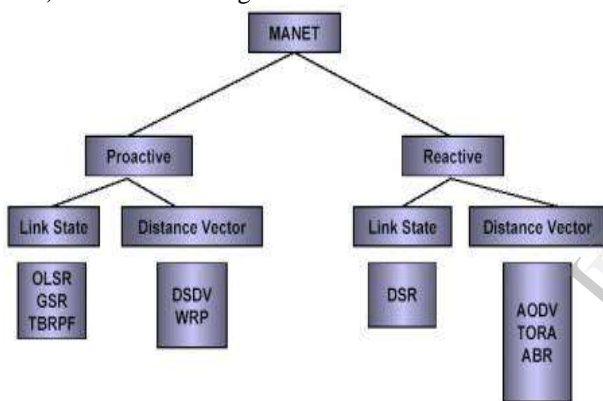 MANET
Proactive
Reactive
Link State
Distance Vector
Link State
Distance Vector
OLSR
GSR
TBRPF
DSDV
WRP
DSR
AODV
TORA
ABR